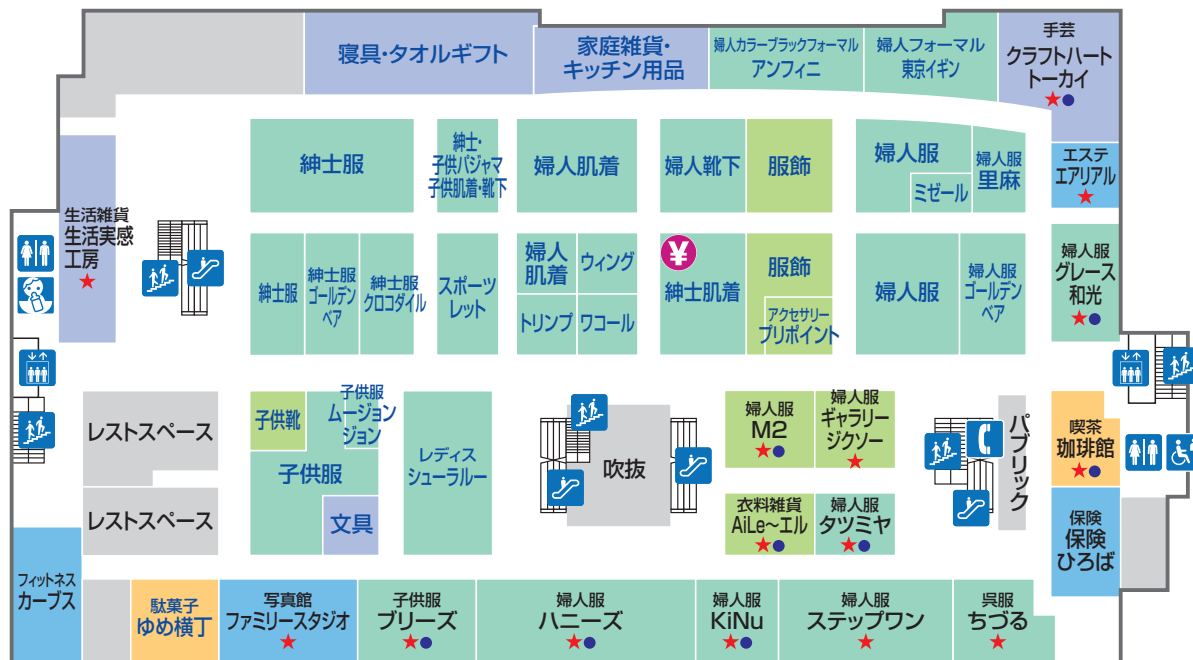 寝具・タオルギフト
家庭雑貨・
キッチン用品
婦人カラーブラックフォーマル
アンフィニ
婦人フォーマル
東京イギン
手芸
クラフトハート
トーカイ
★●
紳士服
紳士・
子供パジャマ
子供肌着・靴下
婦人肌着
婦人靴下
服飾
婦人服
ミゼール
婦人服
里麻
エステ
エアリアル
★
生活雑貨
生活実感
工房
★
紳士服
紳士服
ゴールデン
ベア
紳士服
クロコダイル
スポーツ
レット
婦人
肌着
ウィング
トリンプ
ワコール
¥
紳士肌着
服飾
アクセサリー
プリポイント
婦人服
婦人服
ゴールデン
ベア
婦人服
グレース
和光
★●
レストスペース
レストスペース
子供靴
子供服
ムージョン
ジョン
子供服
文具
レディス
シューラルー
吹抜
婦人服
M2
★●
婦人服
ギャラリー
ジグソー
★
衣料雑貨
AiLe〜エル
★●
婦人服
タツミヤ
★●
パブリック
喫茶
珈琲館
★●
保険
保険
ひろば
フィットネス
カーブス
駄菓子
ゆめ横丁
写真館
ファミリースタジオ
★
子供服
ブリーズ
★●
婦人服
ハニーズ
★●
婦人服
KiNu
★●
婦人服
ステップワン
★
呉服
ちづる
★